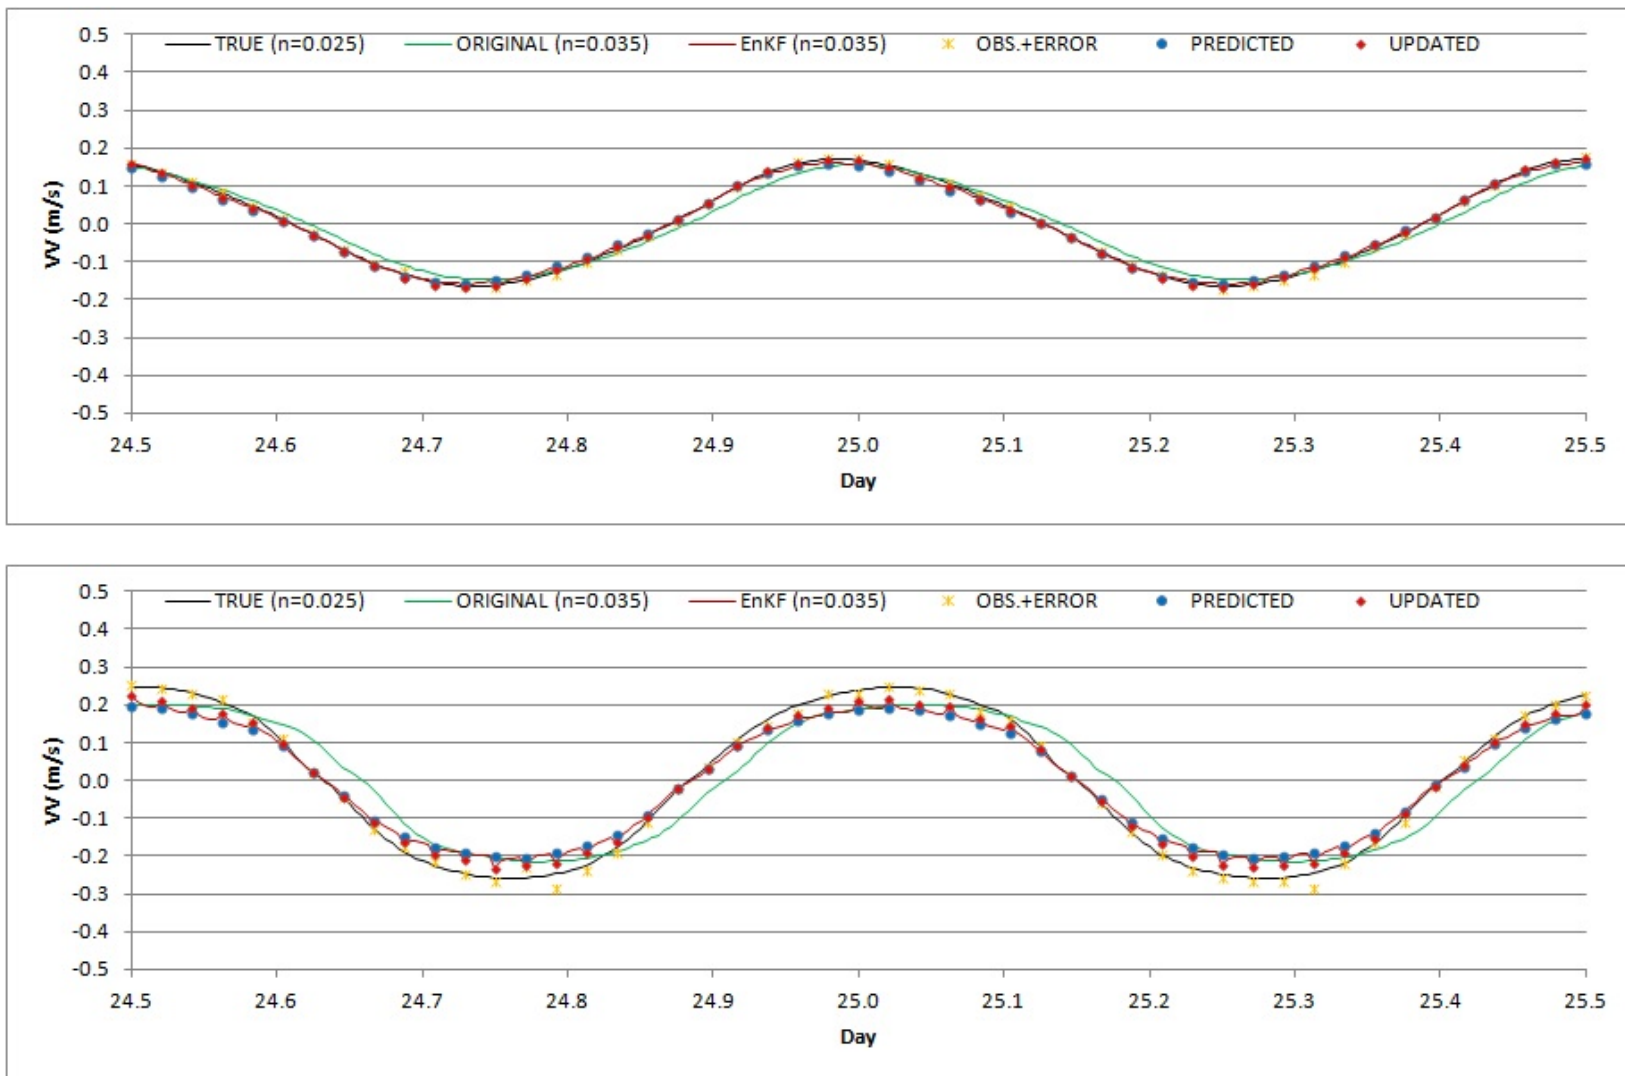 0.5
TRUE (n=0.025) ORIGINAL (n=0.035) EnKF (n=0.035) OBS.+ERROR PREDICTED UPDATED
0.4
0.3
0.2
0.1
0.0
-0.1
-0.2
-0.3
-0.4
-0.5
VV (m/s)
24.5 24.6 24.7 24.8 24.9 25.0 25.1 25.2 25.3 25.4 25.5
Day
0.5
TRUE (n=0.025) ORIGINAL (n=0.035) EnKF (n=0.035) OBS.+ERROR PREDICTED UPDATED
0.4
0.3
0.2
0.1
0.0
-0.1
-0.2
-0.3
-0.4
-0.5
VV (m/s)
24.5 24.6 24.7 24.8 24.9 25.0 25.1 25.2 25.3 25.4 25.5
Day